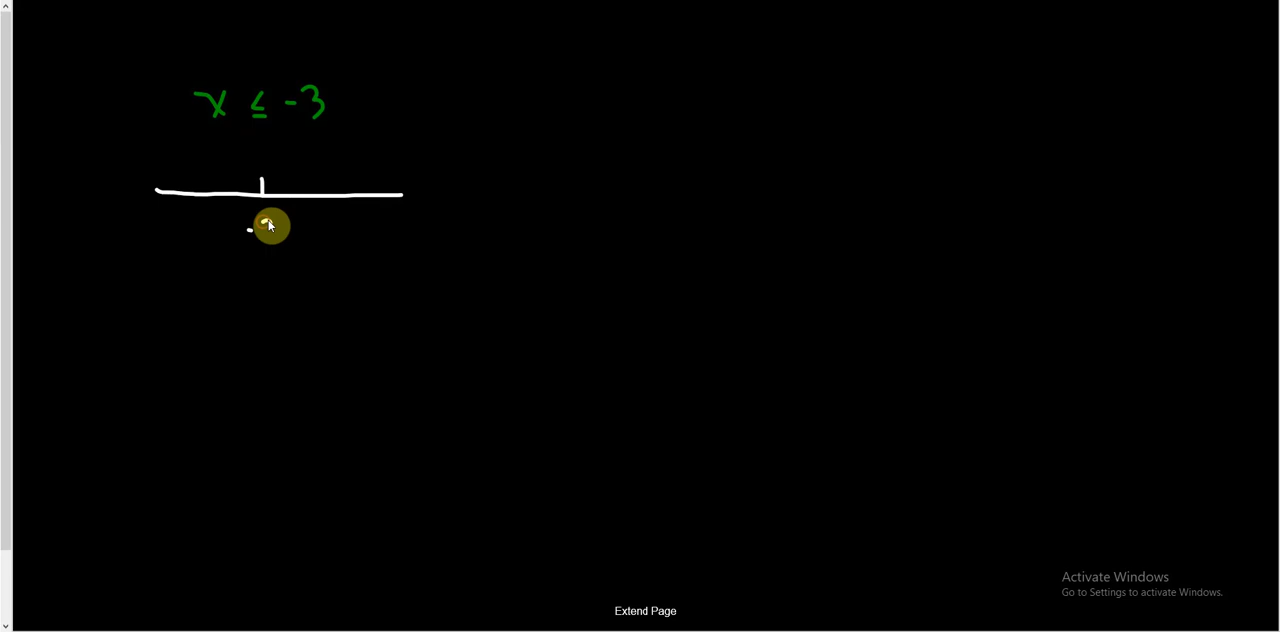 x ≤ -3
-
Activate Windows
Go to Settings to activate Windows.
Extend Page